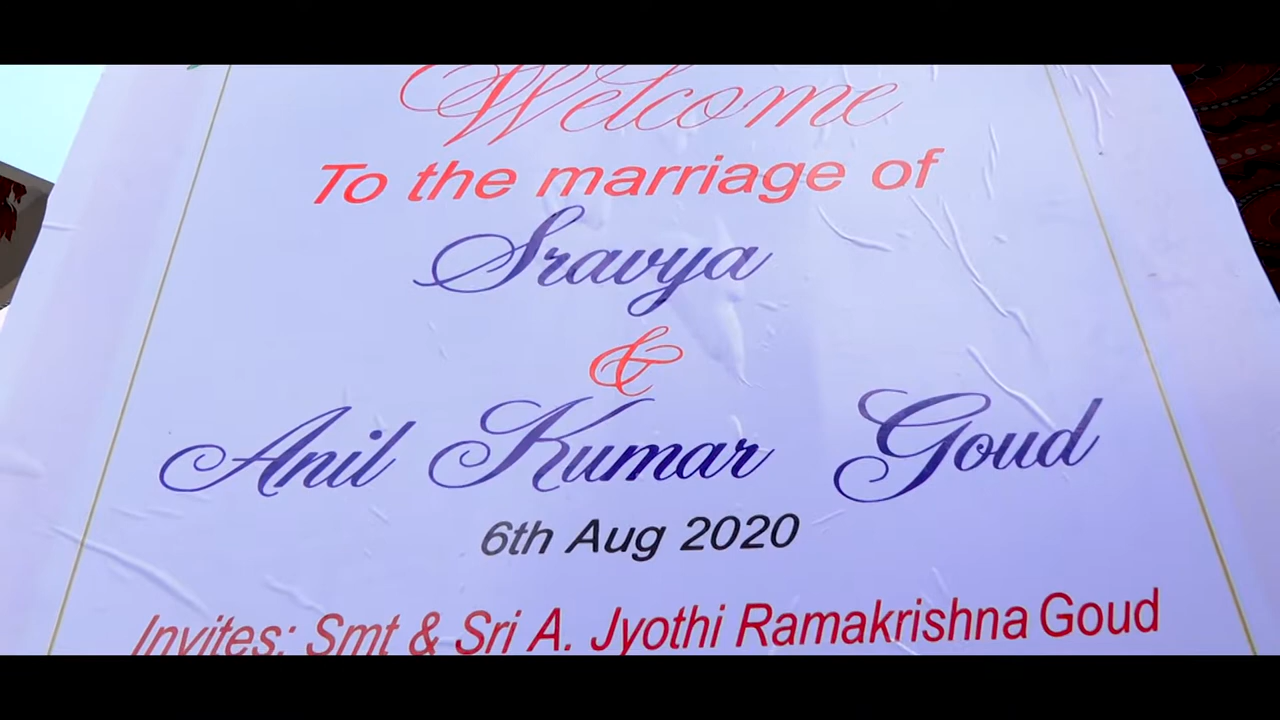 Welcome
To the marriage of
Sravya
&
Anil Kumar Goud
6th Aug 2020
Invites: Smt & Sri A. Jyothi Ramakrishna Goud